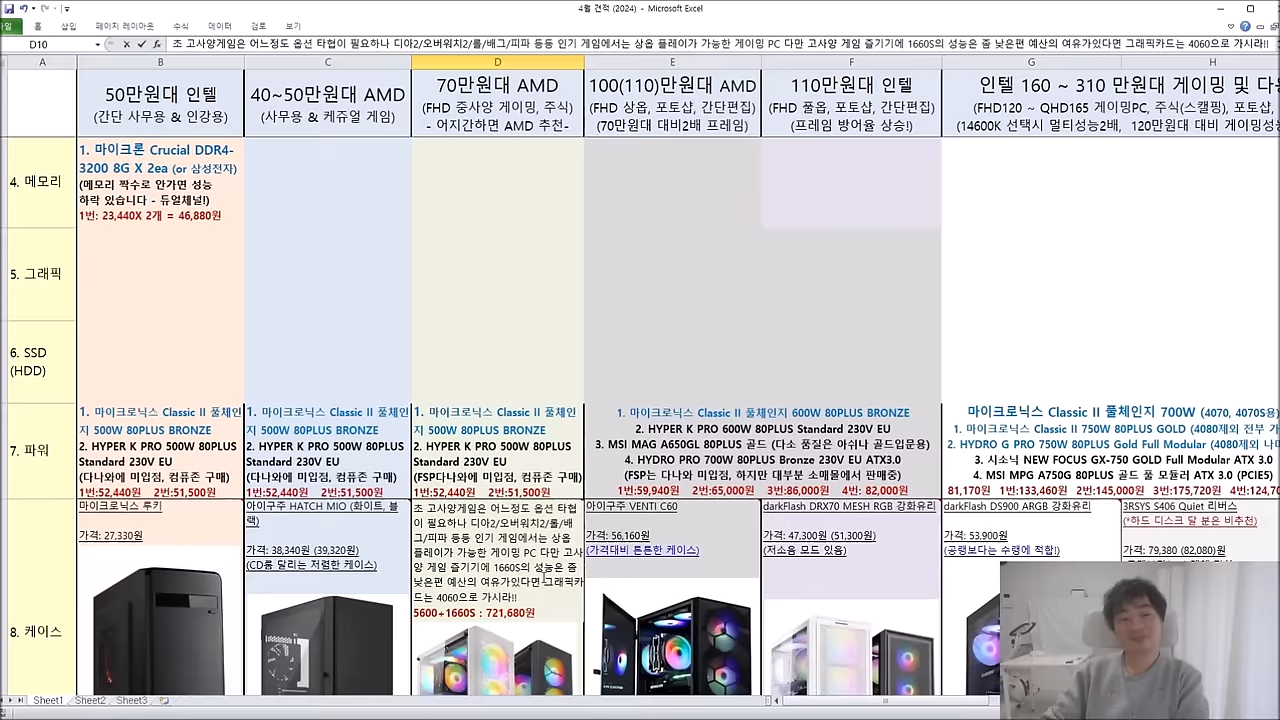 4월 견적 (2024) - Microsoft Excel
홈 삽입 페이지 레이아웃 수식 데이터 검토 보기
D10 조 고사양게임은 어느정도 옵션 타협이 필요하나 디아2/오버워치2/롤/배그/피파 등등 인기 게임에서는 상옵 플레이가 가능한 게이밍 PC 다만 고사양 게임 즐기기에 1660S의 성능은 좀 낮은편 예산의 여유가있다면 그래픽카드는 4060으로 가시라!!
A B C D E F G H
50만원대 인텔
(간단 사무용 & 인강용)
40~50만원대 AMD
(사무용 & 케쥬얼 게임)
70만원대 AMD
(FHD 중사양 게이밍, 주식)
- 어지간하면 AMD 추천-
100(110)만원대 AMD
(FHD 상옵, 포토샵, 간단편집)
(70만원대 대비2배 프레임)
110만원대 인텔
(FHD 풀옵, 포토샵, 간단편집)
(프레임 방어율 상승!)
인텔 160 ~ 310 만원대 게이밍 및 다
(FHD120 ~ QHD165 게이밍PC, 주식(스캘핑), 포토샵,
(14600K 선택시 멀티성능2배, 120만원대 대비 게이밍성
4. 메모리
1. 마이크론 Crucial DDR4-
3200 8G X 2ea (or 삼성전자)
(메모리 짝수로 안가면 성능
하락 있습니다 - 듀얼채널!)
1번: 23,440X 2개 = 46,880원
5. 그래픽
6. SSD
(HDD)
7. 파워
1. 마이크로닉스 Classic II 풀체인
지 500W 80PLUS BRONZE
2. HYPER K PRO 500W 80PLUS
Standard 230V EU
(다나와에 미입점, 컴퓨존 구매)
1번:52,440원 2번:51,500원
1. 마이크로닉스 Classic II 풀체인
지 500W 80PLUS BRONZE
2. HYPER K PRO 500W 80PLUS
Standard 230V EU
(다나와에 미입점, 컴퓨존 구매)
1번:52,440원 2번:51,500원
1. 마이크로닉스 Classic II 풀체인
지 500W 80PLUS BRONZE
2. HYPER K PRO 500W 80PLUS
Standard 230V EU
(FSP다나와에 미입점, 컴퓨존 구매)
1번:52,440원 2번:51,500원
1. 마이크로닉스 Classic II 풀체인지 600W 80PLUS BRONZE
2. HYPER K PRO 600W 80PLUS Standard 230V EU
3. MSI MAG A650GL 80PLUS 골드 (다소 품질은 아쉬나 골드입문용)
4. HYDRO PRO 700W 80PLUS Bronze 230V EU ATX3.0
(FSP는 다나와 미입점, 하지만 대부분 소매몰에서 판매중)
1번:59,940원 2번:65,000원 3번:86,000원 4번: 82,000원
마이크로닉스 Classic II 풀체인지 700W (4070, 4070S용)
1. 마이크로닉스 Classic II 750W 80PLUS GOLD (4080제외 전부 가
2. HYDRO G PRO 750W 80PLUS Gold Full Modular (4080제외 나머
3. 시소닉 NEW FOCUS GX-750 GOLD Full Modular ATX 3.0
4. MSI MPG A750G 80PLUS 골드 풀 모듈러 ATX 3.0 (PCIE5)
81,170원 1번:133,460원 2번:145,000원 3번:175,720원 4번:124,70
8. 케이스
마이크로닉스 루키
가격: 27,330원
아이구주 HATCH MIO (화이트, 블
랙)
가격: 38,340원 (39,320원)
(CD롬 달리는 저렴한 케이스)
조 고사양게임은 어느정도 옵션 타협
이 필요하나 디아2/오버워치2/롤/배
그/피파 등등 인기 게임에서는 상옵
플레이가 가능한 게이밍 PC 다만 고사
양 게임 즐기기에 1660S의 성능은 좀
낮은편 예산의 여유가있다면 그래픽카
드는 4060으로 가시라!!
5600+1660S : 721,680원
아이구주 VENTI C60
가격: 56,160원
(가격대비 튼튼한 케이스)
darkFlash DRX70 MESH RGB 강화유리
가격: 47,300원 (51,300원)
(저소음 모드 있음)
darkFlash DS900 ARGB 강화유리
가격: 53,900원
(공랭보다는 수랭에 적합!)
3RSYS S406 Quiet 리버스
(*하드 디스크 달 분은 비추천)
가격: 79,380 (82,080)원
Sheet1 Sheet2 Sheet3